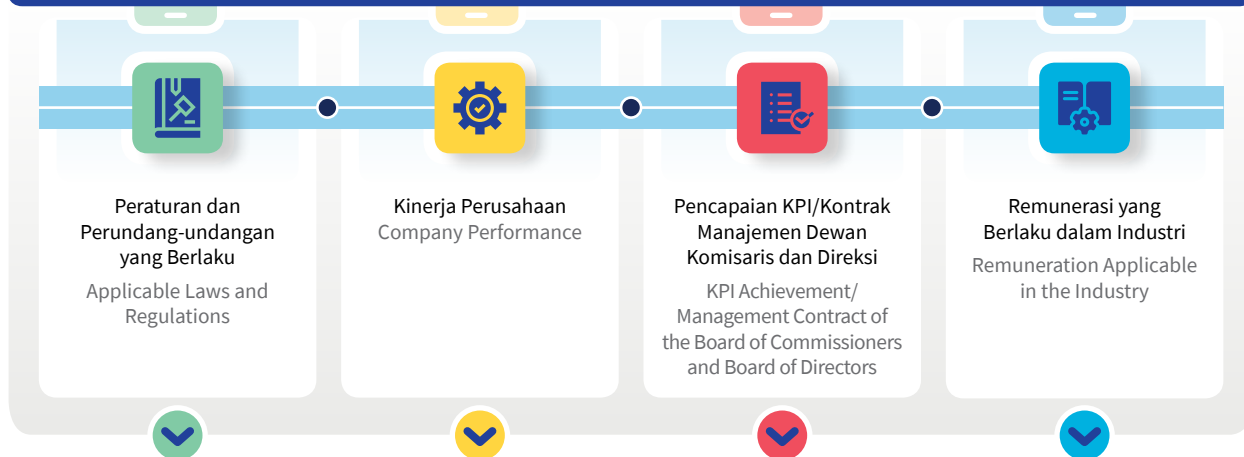 Peraturan dan
Perundang-undangan
yang Berlaku
Applicable Laws and
Regulations
Kinerja Perusahaan
Company Performance
Pencapaian KPI/Kontrak
Manajemen Dewan
Komisaris dan Direksi
KPI Achievement/
Management Contract of
the Board of Commissioners
and Board of Directors
Remunerasi yang
Berlaku dalam Industri
Remuneration Applicable
in the Industry